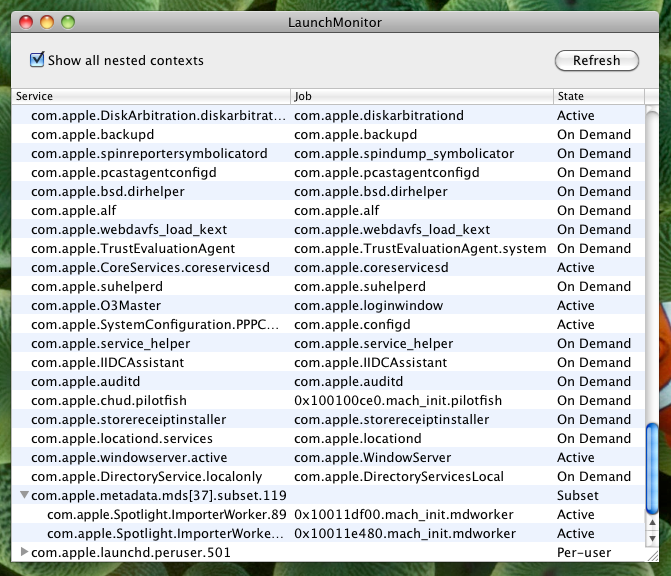 LaunchMonitor
Show all nested contexts Refresh
Service Job State
com.apple.DiskArbitration.diskarbitrat... com.apple.diskarbitrationd Active
com.apple.backupd com.apple.backupd On Demand
com.apple.spinreportersymbolicatord com.apple.spindump_symbolicator On Demand
com.apple.pcastagentconfigd com.apple.pcastagentconfigd On Demand
com.apple.bsd.dirhelper com.apple.bsd.dirhelper On Demand
com.apple.alf com.apple.alf On Demand
com.apple.webdavfs_load_kext com.apple.webdavfs_load_kext On Demand
com.apple.TrustEvaluationAgent com.apple.TrustEvaluationAgent.system On Demand
com.apple.CoreServices.coreservicesd com.apple.coreservicesd Active
com.apple.suhelperd com.apple.suhelperd On Demand
com.apple.O3Master com.apple.loginwindow Active
com.apple.SystemConfiguration.PPPC... com.apple.configd Active
com.apple.service_helper com.apple.service_helper On Demand
com.apple.IIDCAssistant com.apple.IIDCAssistant On Demand
com.apple.auditd com.apple.auditd On Demand
com.apple.chud.pilotfish 0x100100ce0.mach_init.pilotfish On Demand
com.apple.storereceiptinstaller com.apple.storereceiptinstaller On Demand
com.apple.locationd.services com.apple.locationd On Demand
com.apple.windowserver.active com.apple.WindowServer Active
com.apple.DirectoryService.localonly com.apple.DirectoryServicesLocal On Demand
com.apple.metadata.mds[37].subset.119 Subset
com.apple.Spotlight.ImporterWorker.89 0x10011df00.mach_init.mdworker Active
com.apple.Spotlight.ImporterWorke... 0x10011e480.mach_init.mdworker Active
com.apple.launchd.peruser.501 Per-user